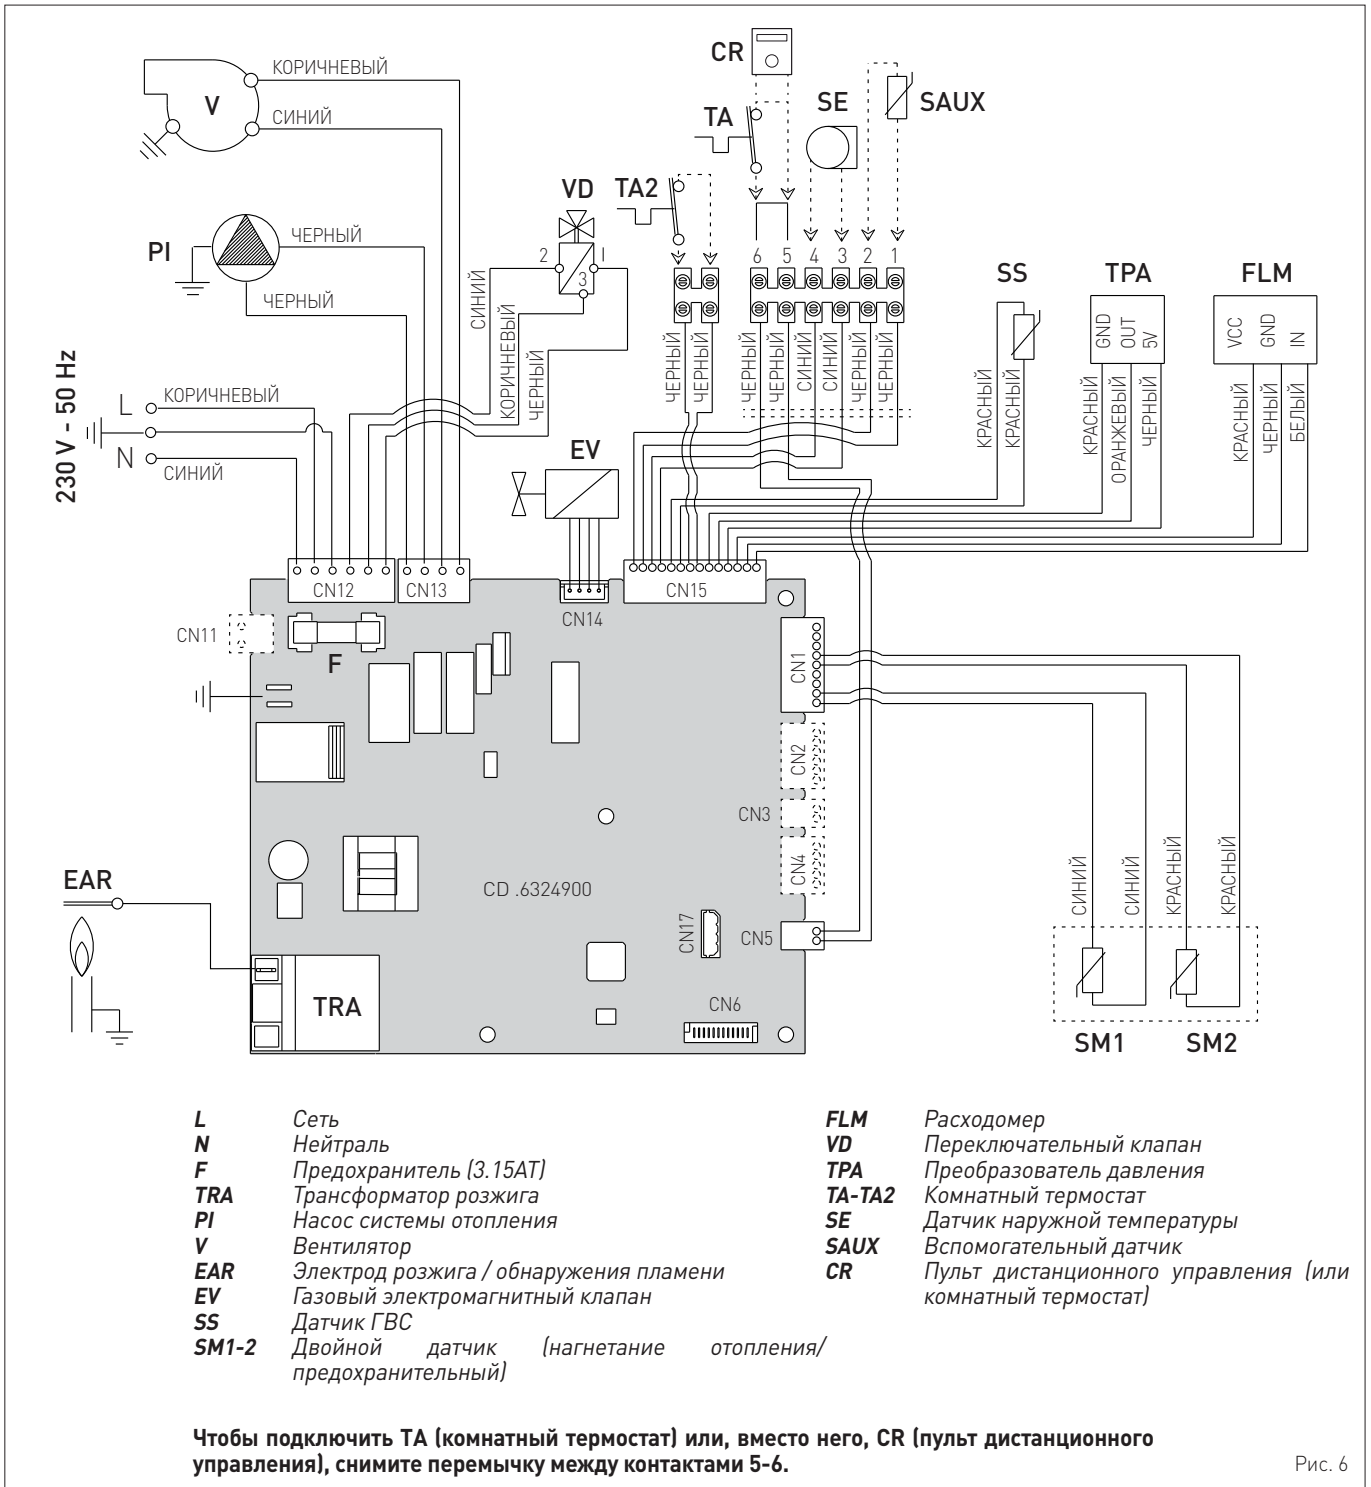 CR
КОРИЧНЕВЫЙ
V
SE
SAUX
TA
СИНИЙ
VD
TA2
ЧЕРНЫЙ
PI
2
1
3
6
5
4
3
2
1
SS
TPA
FLM
ЧЕРНЫЙ
СИНИЙ
КОРИЧНЕВЫЙ
ЧЕРНЫЙ
ЧЕРНЫЙ
ЧЕРНЫЙ
ЧЕРНЫЙ
ЧЕРНЫЙ
СИНИЙ
СИНИЙ
ЧЕРНЫЙ
ЧЕРНЫЙ
GND
OUT
5V
VCC
GND
IN
КРАСНЫЙ
КРАСНЫЙ
КРАСНЫЙ
ОРАНЖЕВЫЙ
ЧЕРНЫЙ
КРАСНЫЙ
ЧЕРНЫЙ
БЕЛЫЙ
230 V - 50 Hz
L
КОРИЧНЕВЫЙ
N
СИНИЙ
EV
CN12
CN13
CN14
CN15
CN11
F
CN1
CN2
CN3
CN4
CD .6324900
EAR
CN17
CN5
СИНИЙ
СИНИЙ
КРАСНЫЙ
КРАСНЫЙ
TRA
CN6
SM1
SM2
L Сеть
N Нейтраль
F Предохранитель (3.15AT)
TRA Трансформатор розжига
PI Насос системы отопления
V Вентилятор
EAR Электрод розжига / обнаружения пламени
EV Газовый электромагнитный клапан
SS Датчик ГВС
SM1-2 Двойной датчик (нагнетание отопления/
предохранительный)
FLM Расходомер
VD Переключательный клапан
TPA Преобразователь давления
TA-TA2 Комнатный термостат
SE Датчик наружной температуры
SAUX Вспомогательный датчик
CR Пульт дистанционного управления (или
комнатный термостат)
Чтобы подключить ТА (комнатный термостат) или, вместо него, CR (пульт дистанционного
управления), снимите перемычку между контактами 5-6.
Рис. 6